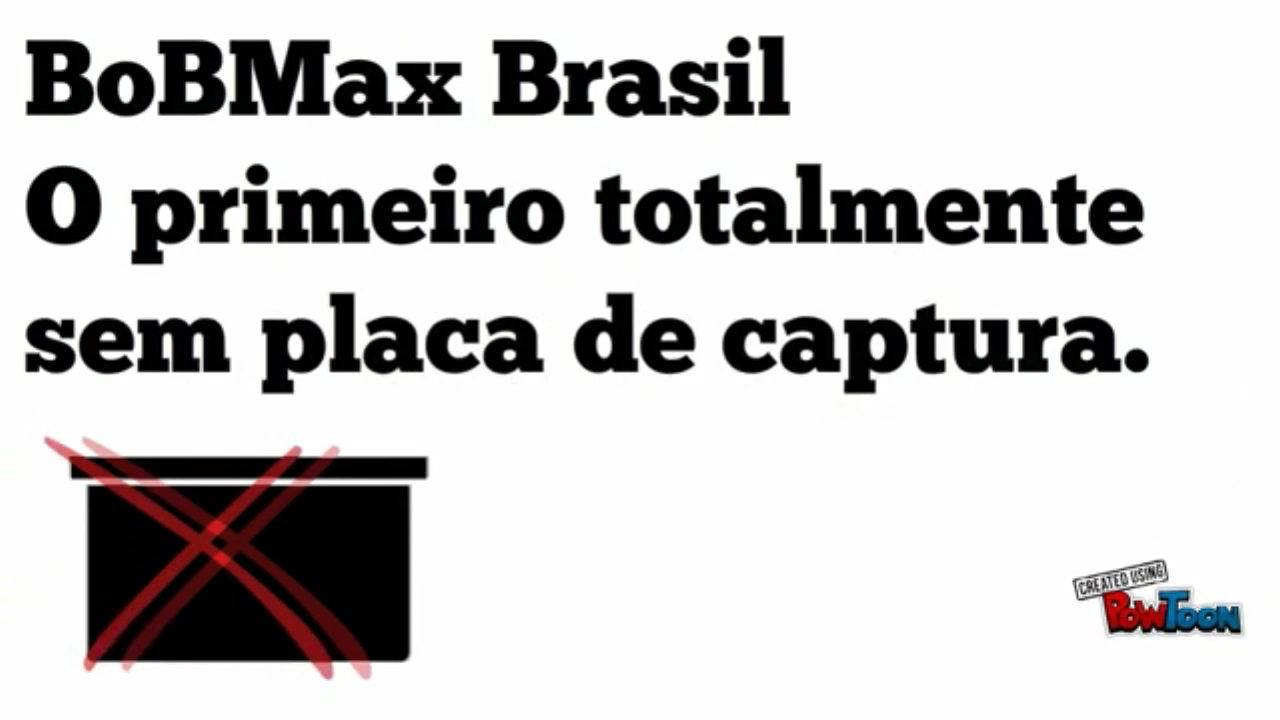 BoBMax Brasil
O primeiro totalmente
sem placa de captura.
CREATED USING
PowToon